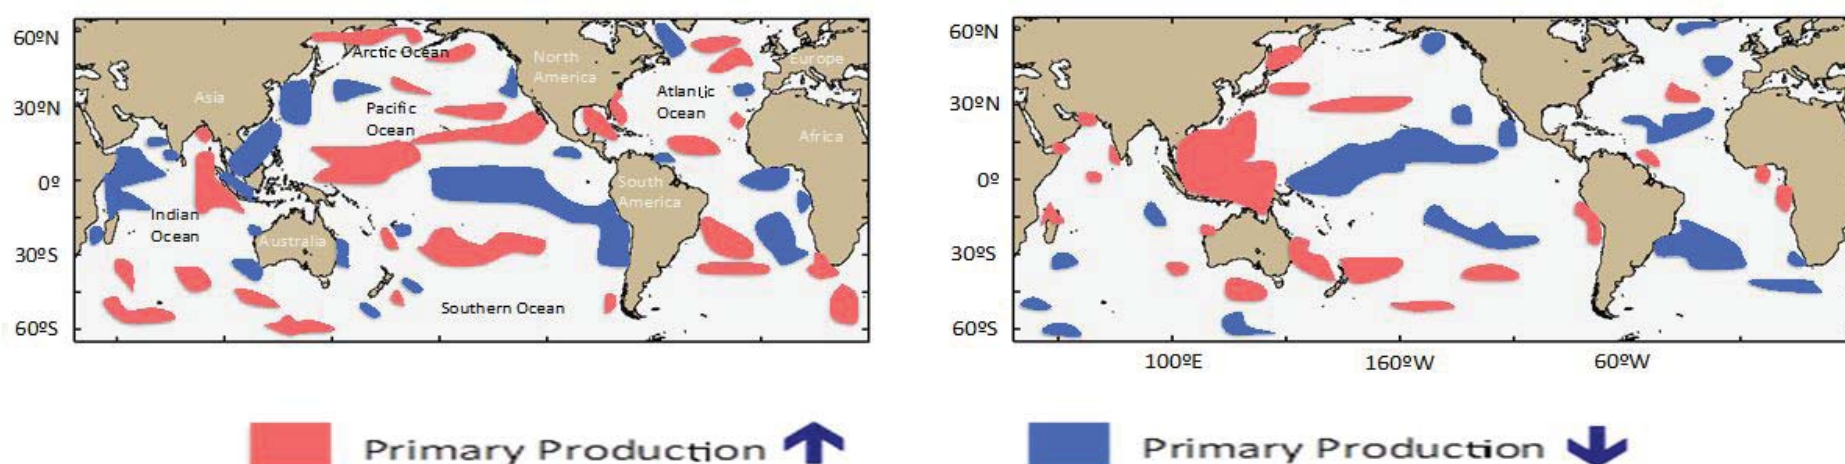 60ºN
30ºN
0º
30ºS
60ºS
Arctic Ocean
North
America
Europe
Asia
Pacific
Ocean
Atlantic
Ocean
Africa
South
America
Indian
Ocean
Australia
Southern Ocean
60ºN
30ºN
0º
30ºS
60ºS
100ºE
160ºW
60ºW
Primary Production
Primary Production